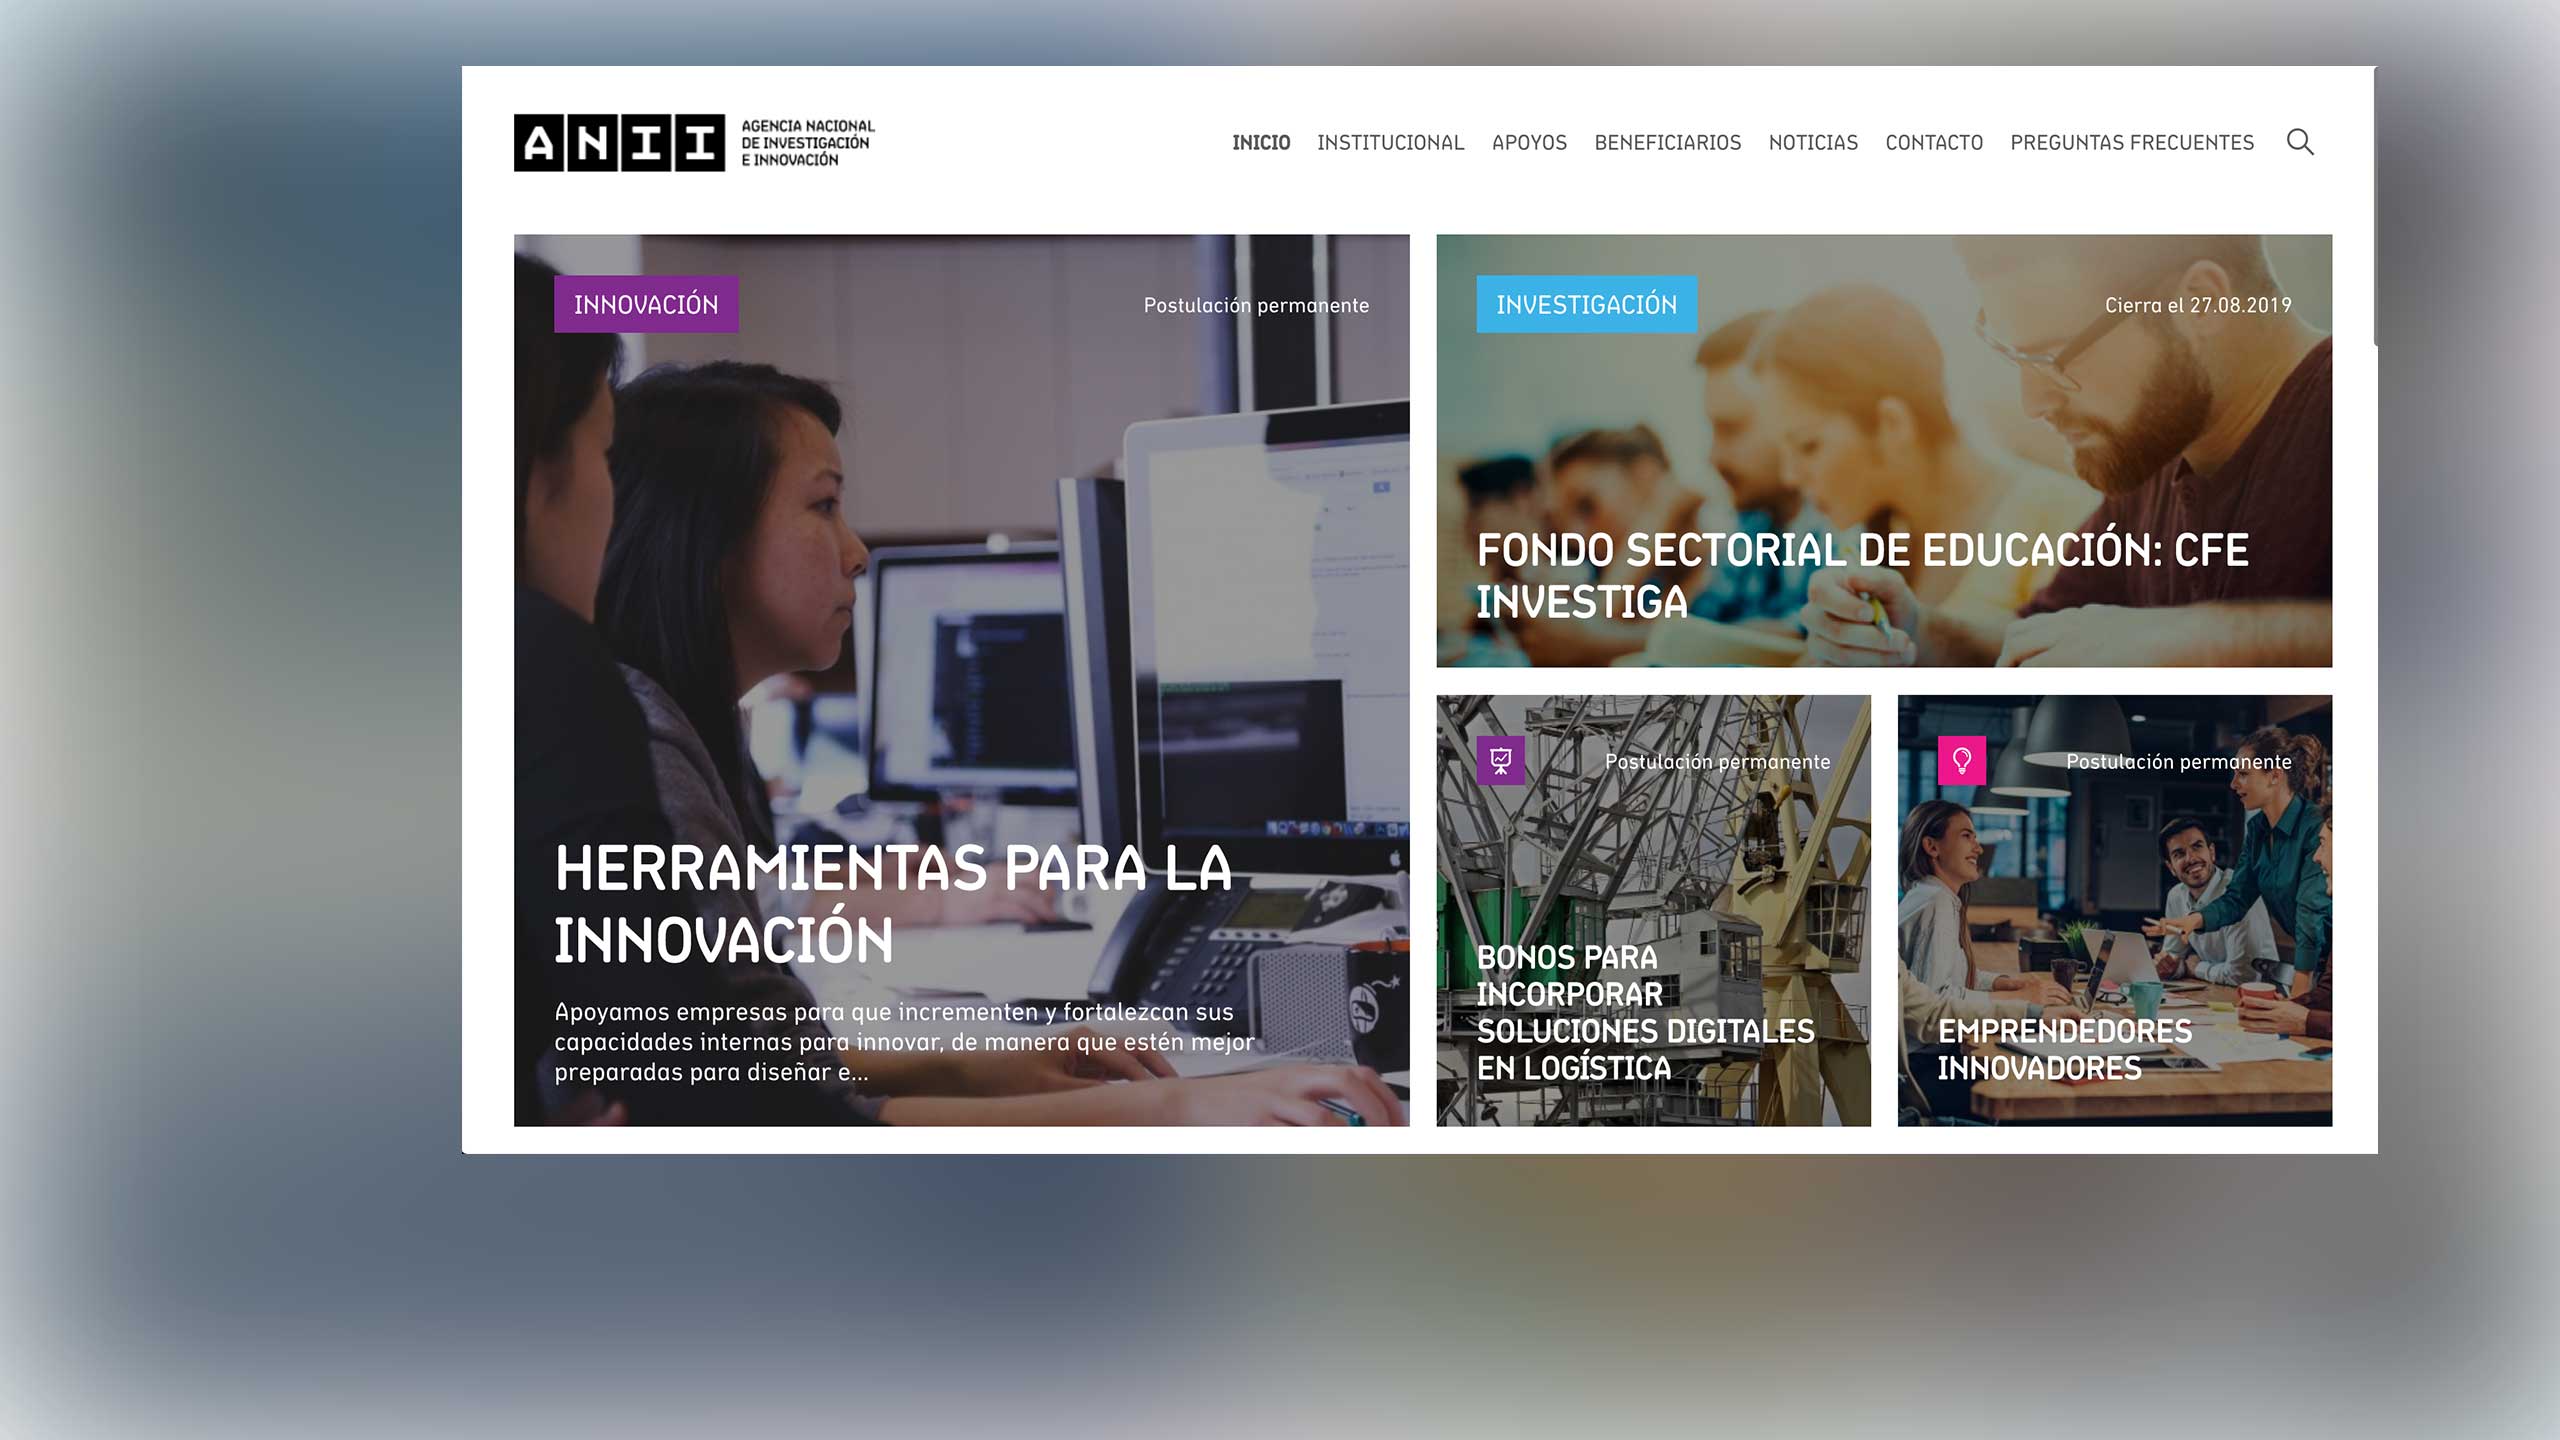 ANII
AGENCIA NACIONAL
DE INVESTIGACIÓN
E INNOVACIÓN
INICIO INSTITUCIONAL APOYOS BENEFICIARIOS NOTICIAS CONTACTO PREGUNTAS FRECUENTES
INNOVACIÓN
Postulación permanente
HERRAMIENTAS PARA LA
INNOVACIÓN
Apoyamos empresas para que incrementen y fortalezcan sus
capacidades internas para innovar, de manera que estén mejor
preparadas para diseñar e...
INVESTIGACIÓN
Cierra el 27.08.2019
FONDO SECTORIAL DE EDUCACIÓN: CFE
INVESTIGA
Postulación permanente
BONOS PARA
INCORPORAR
SOLUCIONES DIGITALES
EN LOGÍSTICA
Postulación permanente
EMPRENDEDORES
INNOVADORES